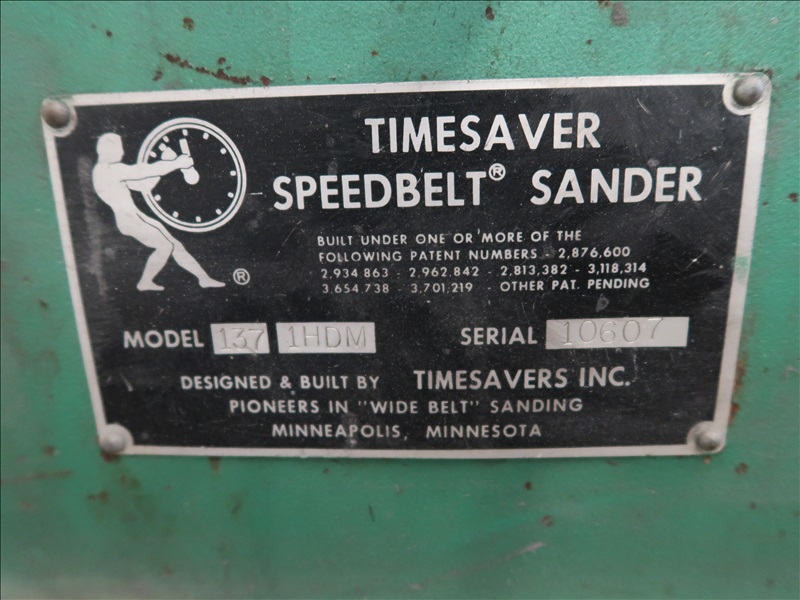 TIMESAVER
SPEEDBELT® SANDER
BUILT UNDER ONE OR MORE OF THE
FOLLOWING PATENT NUMBERS - 2,876,600
2,934 863 - 2,962,842 - 2,813,382 - 3,118,314
3,654,738 - 3,701,219 - OTHER PAT. PENDING
®
MODEL 137 1HDM SERIAL 10607
DESIGNED & BUILT BY TIMESAVERS INC.
PIONEERS IN "WIDE BELT" SANDING
MINNEAPOLIS, MINNESOTA